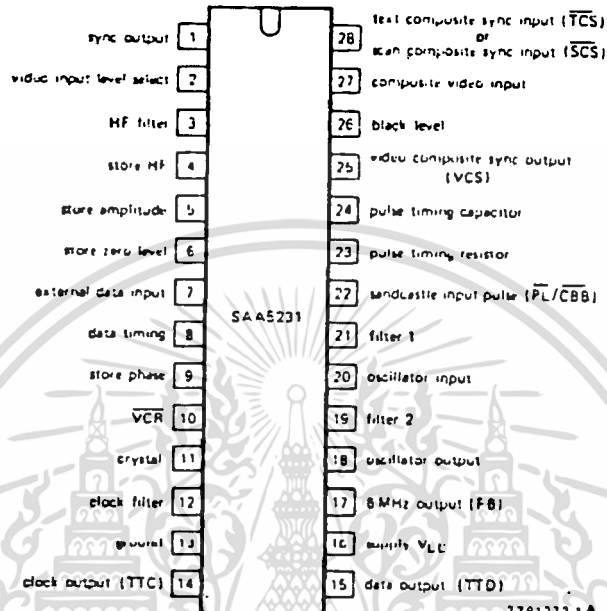 sync output 1
video input level select 2
HF filter 3
store HF 4
store amplitude 5
store zero level 6
external data input 7
data timing 8
store phase 9
VCR 10
crystal 11
clock filter 12
ground 13
clock output (TTC) 14
SAA5231
28 text composite sync input (TCS)
or
scan composite sync input (SCS)
27 composite video input
26 black level
25 video composite sync output
(VCS)
24 pulse timing capacitor
23 pulse timing resistor
22 sandcastle input pulse (PL/CBB)
21 filter 1
20 oscillator input
19 filter 2
18 oscillator output
17 6 MHz output (F6)
16 supply
15 data output (TTD)